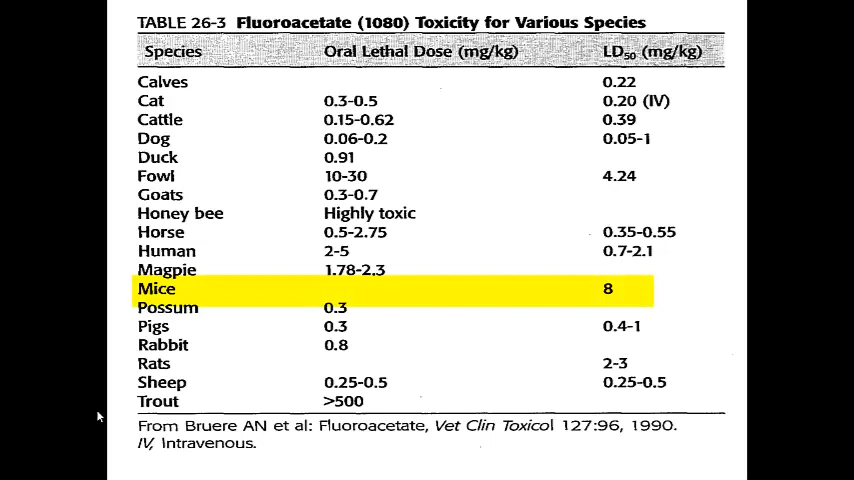 TABLE 26-3 Fluoroacetate (1080) Toxicity for Various Species
Species Oral Lethal Dose (mg/kg) LD50 (mg/kg)
Calves 0.22
Cat 0.3-0.5 0.20 (IV)
Cattle 0.15-0.62 0.39
Dog 0.06-0.2 0.05-1
Duck 0.91
Fowl 10-30 4.24
Goats 0.3-0.7
Honey bee Highly toxic
Horse 0.5-2.75 0.35-0.55
Human 2-5 0.7-2.1
Magpie 1.78-2.3
Mice 8
Possum 0.3
Pigs 0.3 0.4-1
Rabbit 0.8
Rats 2-3
Sheep 0.25-0.5 0.25-0.5
Trout >500
From Bruere AN et al: Fluoroacetate, Vet Clin Toxicol 127:96, 1990.
IV, Intravenous.